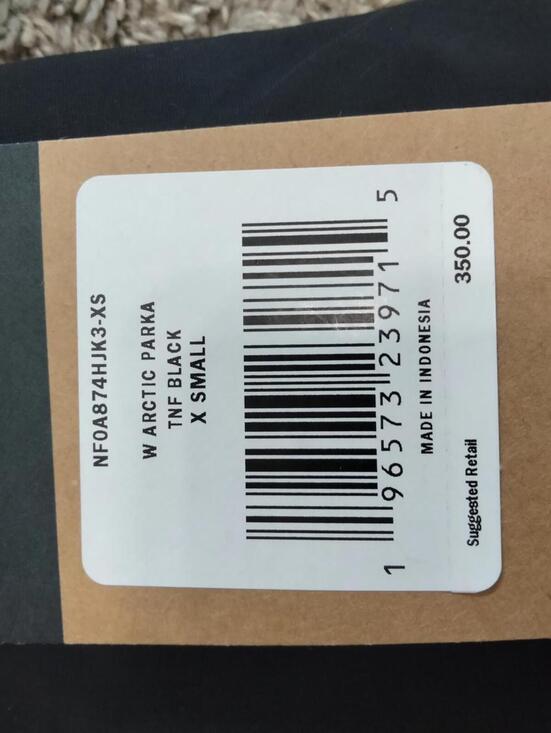 NF0A874HJK3-XS
W ARCTIC PARKA
TNF BLACK
X SMALL
1 96573 23971 5
MADE IN INDONESIA
Suggested Retail 350.00